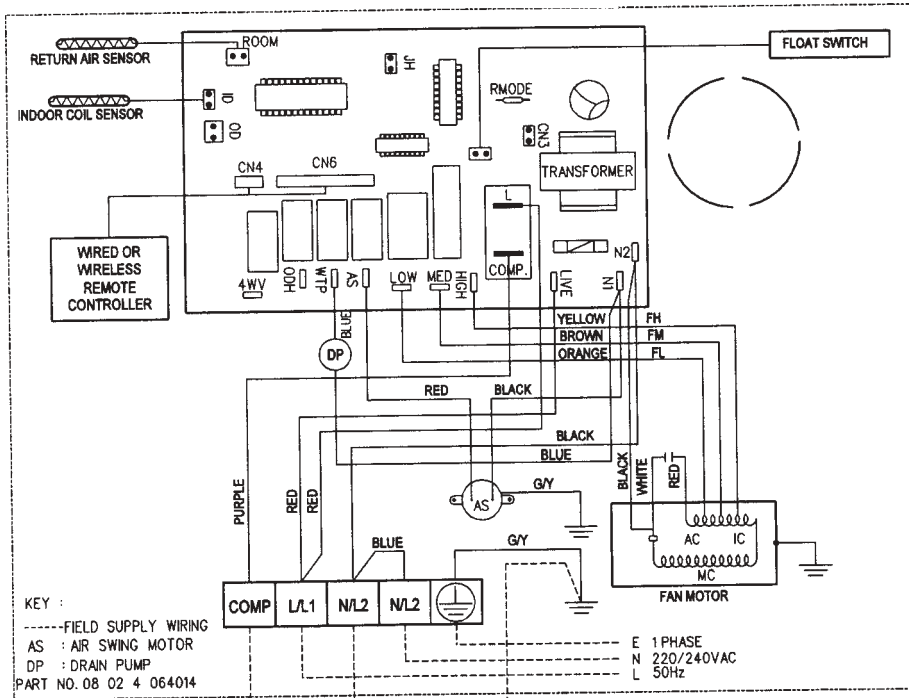 ROOM
RETURN AIR SENSOR
FLOAT SWITCH
JH
RMODE
ID
INDOOR COIL SENSOR
OD
CN3
CN4
CN6
TRANSFORMER
L
COMP.
WIRED OR
WIRELESS
REMOTE
CONTROLLER
4WV
ODH
WTP
AS
LOW
MED
HIGH
LIVE
N1
N2
BLUE
YELLOW FH
BROWN FM
ORANGE FL
DP
RED
BLACK
BLACK
BLUE
PURPLE
RED
RED
BLACK
WHITE
RED
G/Y
AS
AC
IC
MC
FAN MOTOR
BLUE
G/Y
COMP
L/L1
N/L2
N/L2
KEY :
------FIELD SUPPLY WIRING
AS : AIR SWING MOTOR
DP : DRAIN PUMP
PART NO. 08 02 4 064014
E 1PHASE
N 220/240VAC
L 50Hz